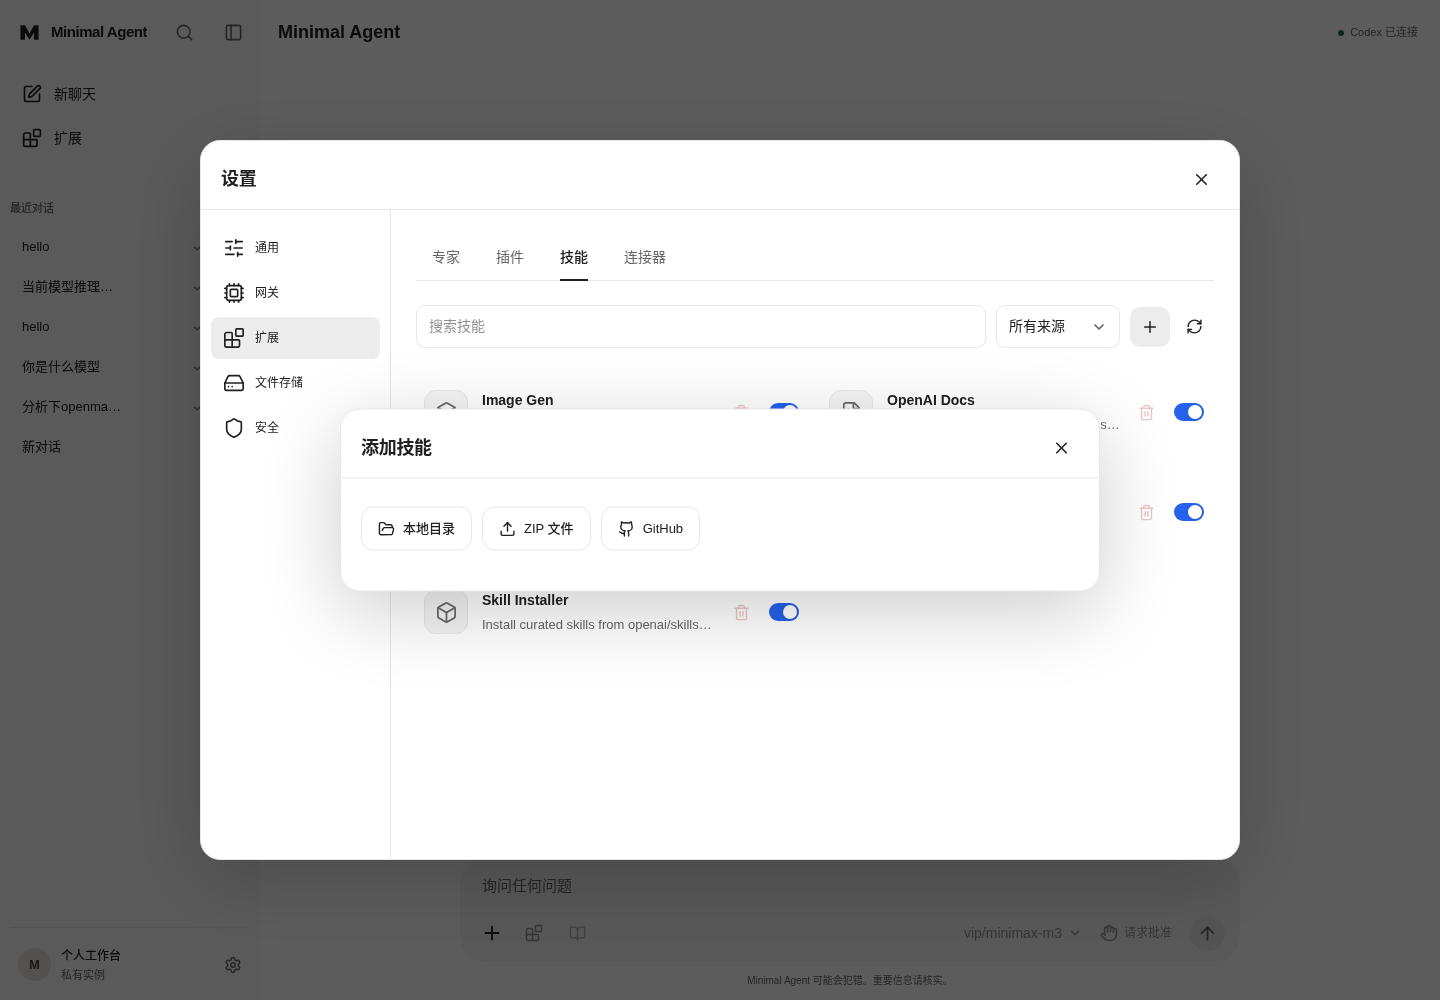 Minimal Agent
Minimal Agent
Codex 已连接
新聊天
扩展
最近对话
hello
当前模型推理…
hello
你是什么模型
分析下openma…
新对话
M
个人工作台
私有实例
设置
通用
网关
扩展
文件存储
安全
专家
插件
技能
连接器
搜索技能
所有来源
Image Gen
OpenAI Docs
s…
添加技能
本地目录
ZIP 文件
GitHub
Skill Installer
Install curated skills from openai/skills…
询问任何问题
vip/minimax-m3
请求批准
Minimal Agent 可能会犯错。重要信息请核实。